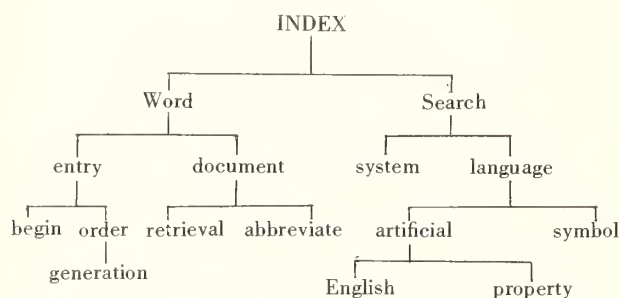 INDEX
Word Search
entry document system language
begin order retrieval abbreviate artificial symbol
generation
English property